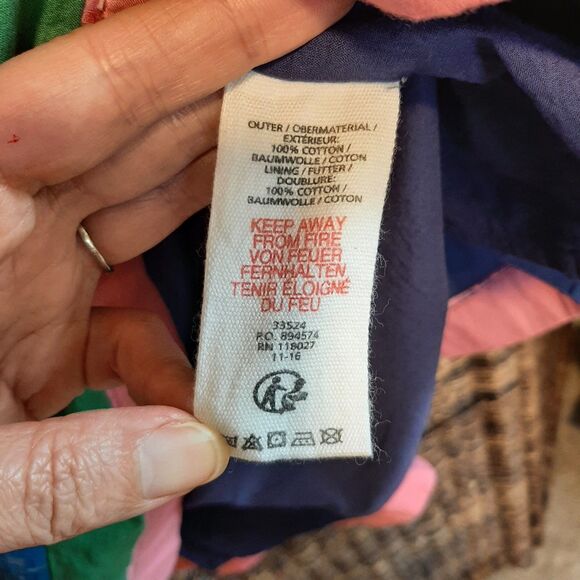 OUTER / OBERMATERIAL /
EXTÉRIEUR:
100% COTTON /
BAUMWOLLE / COTON
LINING / FUTTER /
DOUBLURE:
100% COTTON /
BAUMWOLLE / COTON
KEEP AWAY
FROM FIRE
VON FEUER
FERNHALTEN
TENIR ÉLOIGNÉ
DU FEU
33524
P.O. 894574
RN 118027
11-16